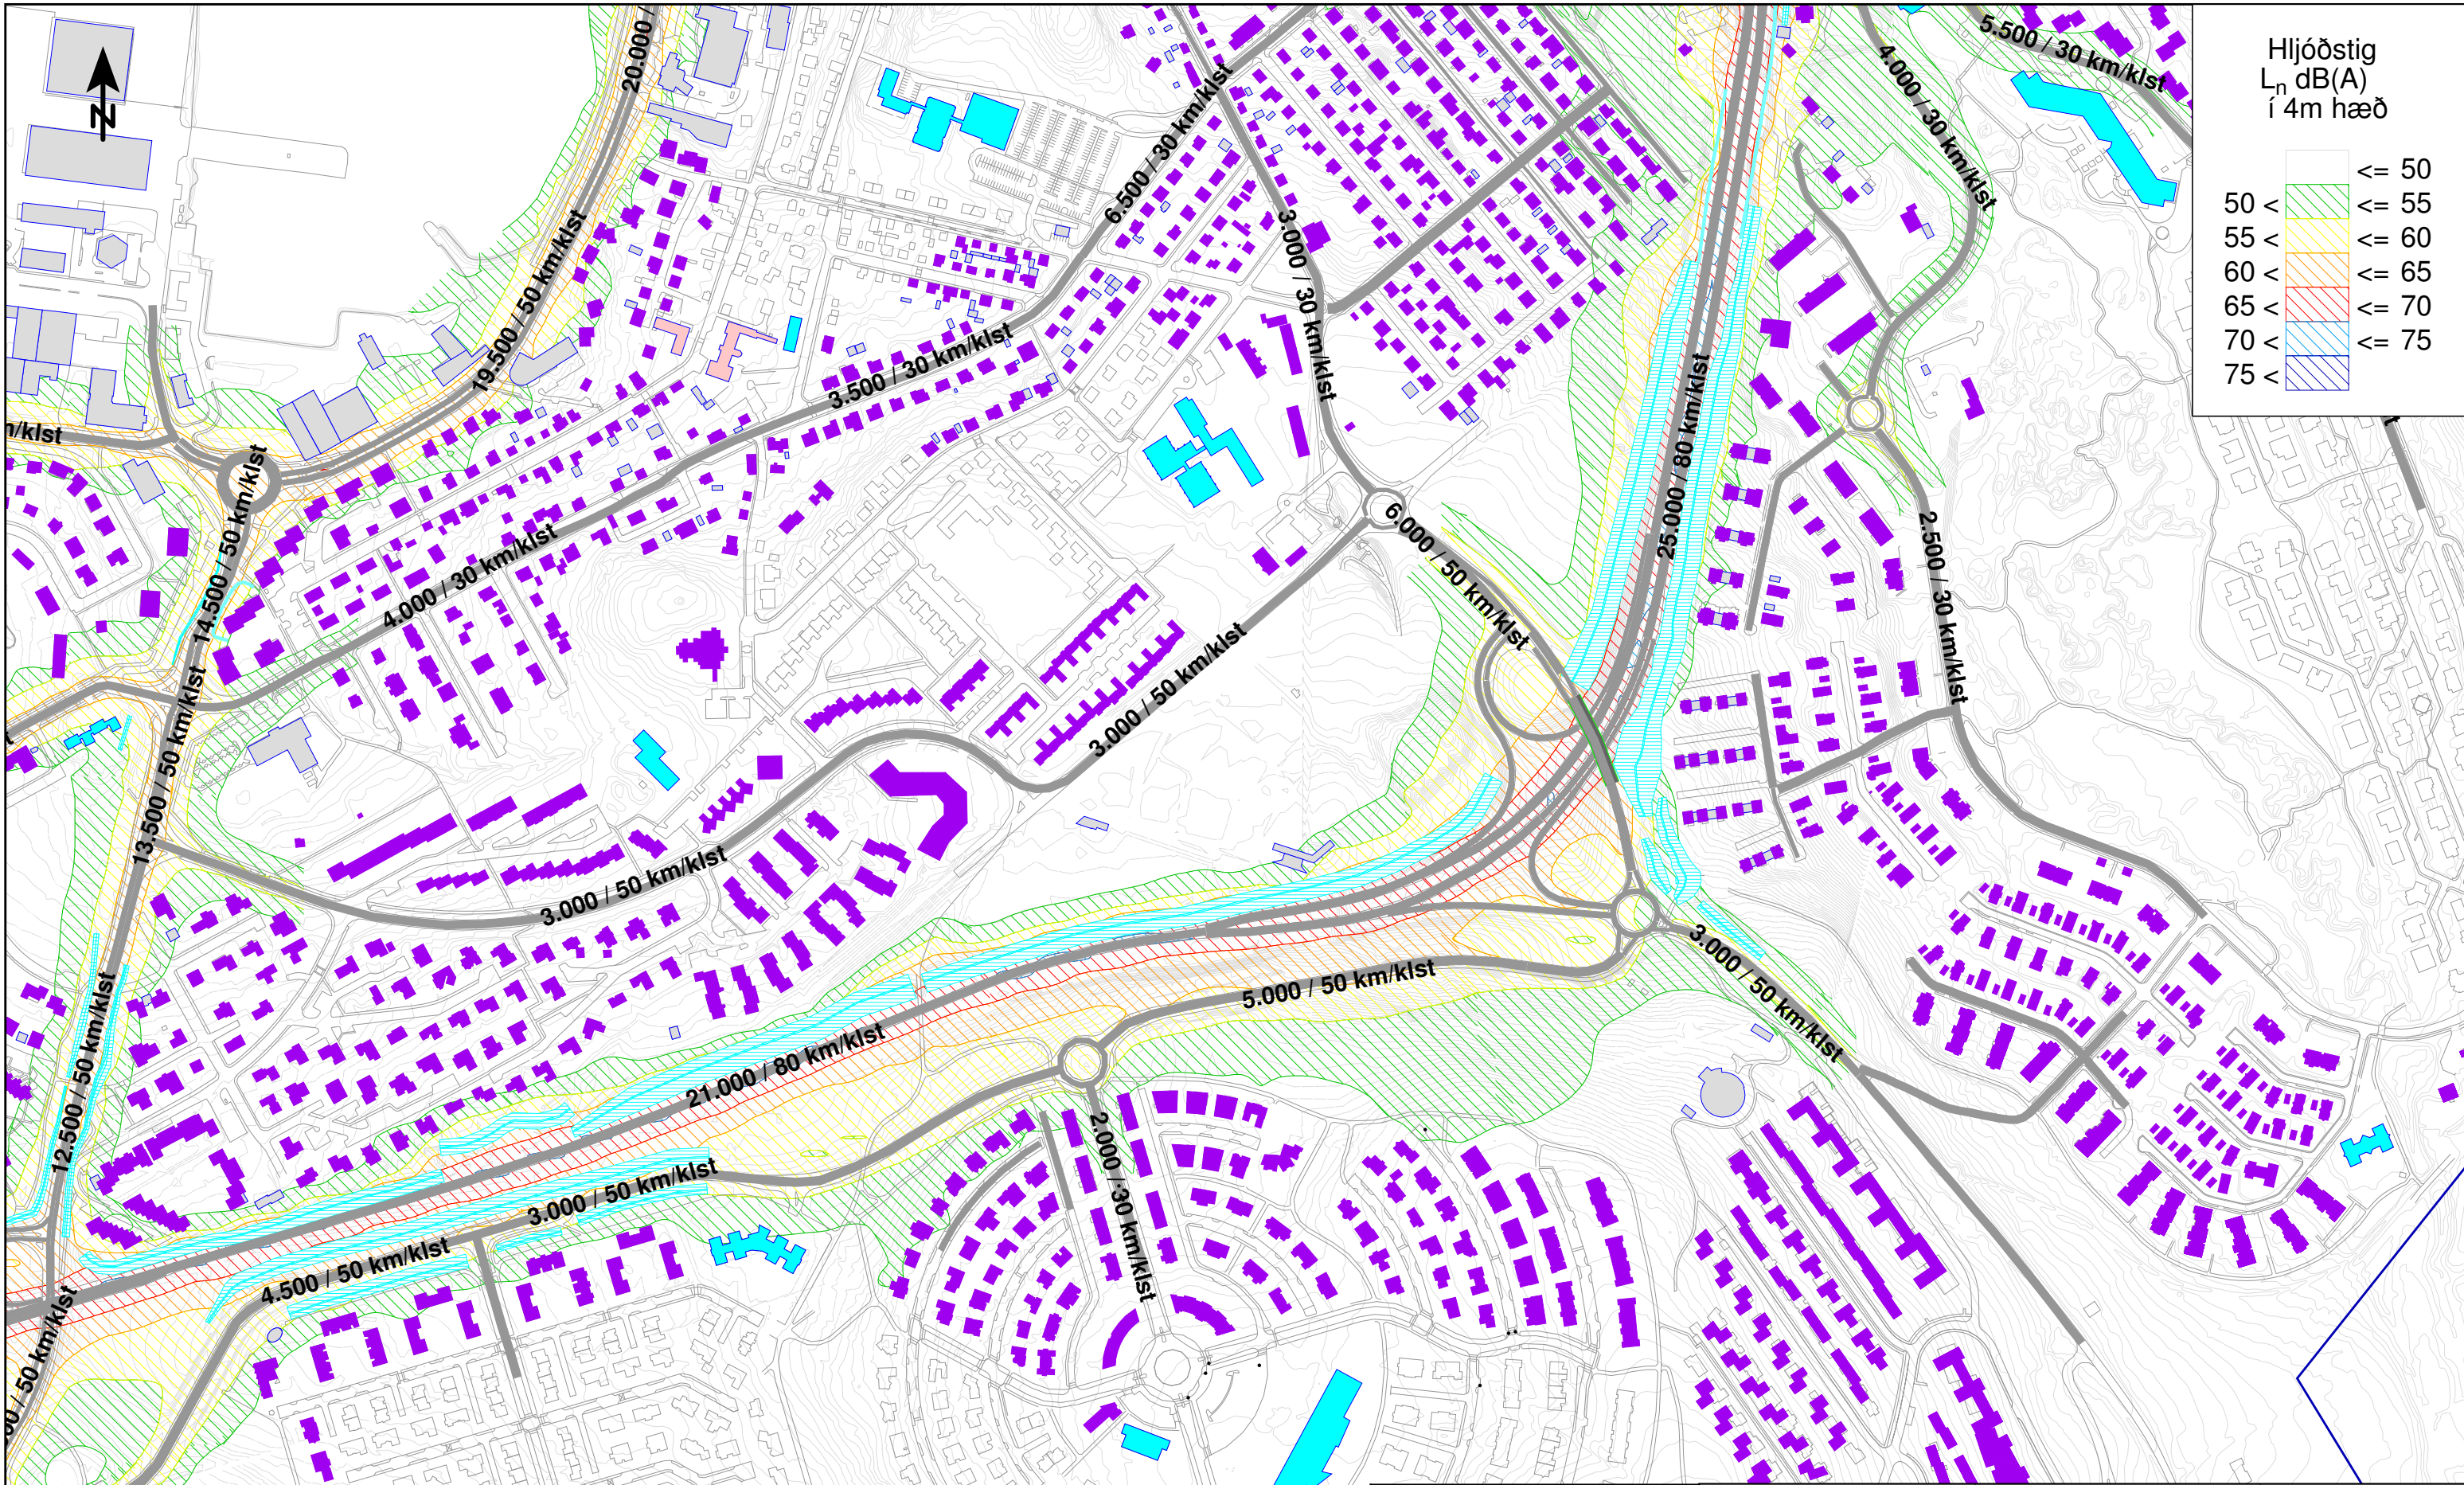 N
20.000 /
5.500 / 30 km/klst
4.000 / 30 km/klst
Hljóðstig
Ln dB(A)
í 4m hæð
<= 50
50 < <= 55
55 < <= 60
60 < <= 65
65 < <= 70
70 < <= 75
75 <
6.500 / 30 km/klst
3.000 / 30 km/klst
19.500 / 50 km/klst
3.500 / 30 km/klst
25.000 / 80 km/klst
/klst
14.500 / 50 km/klst
4.000 / 30 km/klst
6.000 / 50 km/klst
2.500 / 30 km/klst
3.000 / 50 km/klst
13.500 / 50 km/klst
3.000 / 50 km/klst
5.000 / 50 km/klst
3.000 / 50 km/klst
12.500 / 50 km/klst
21.000 / 80 km/klst
2.000 / 30 km/klst
3.000 / 50 km/klst
4.500 / 50 km/klst
00 / 50 km/klst